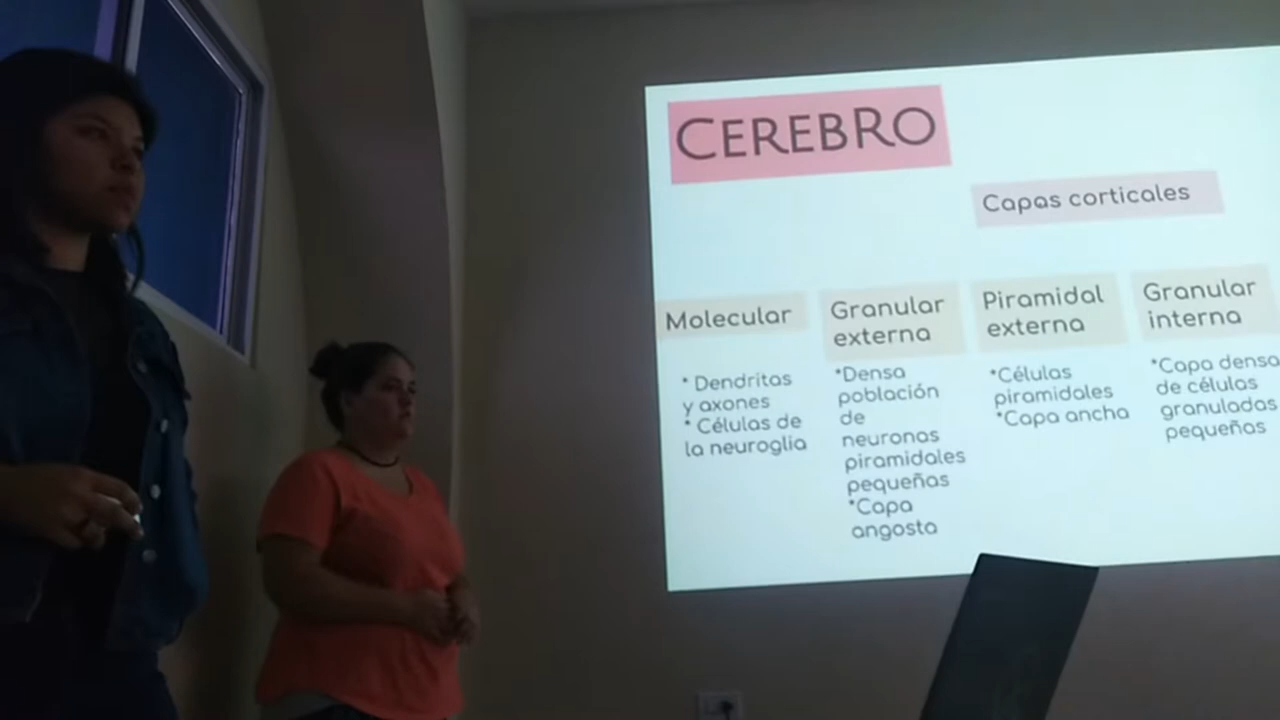 CEREBRO
Capas corticales
Molecular
* Dendritas
y axones
* Células de
la neuroglia
Granular
externa
*Densa
población
de
neuronas
piramidales
pequeñas
*Capa
angosta
Piramidal
externa
*Células
piramidales
*Capa ancha
Granular
interna
*Capa densa
de células
granuladas
pequeñas